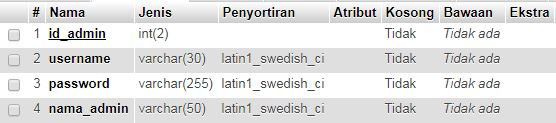 # Nama Jenis Penyortiran Atribut Kosong Bawaan Ekstra
1 id_admin int(2) Tidak Tidak ada
2 username varchar(30) latin1_swedish_ci Tidak Tidak ada
3 password varchar(255) latin1_swedish_ci Tidak Tidak ada
4 nama_admin varchar(50) latin1_swedish_ci Tidak Tidak ada